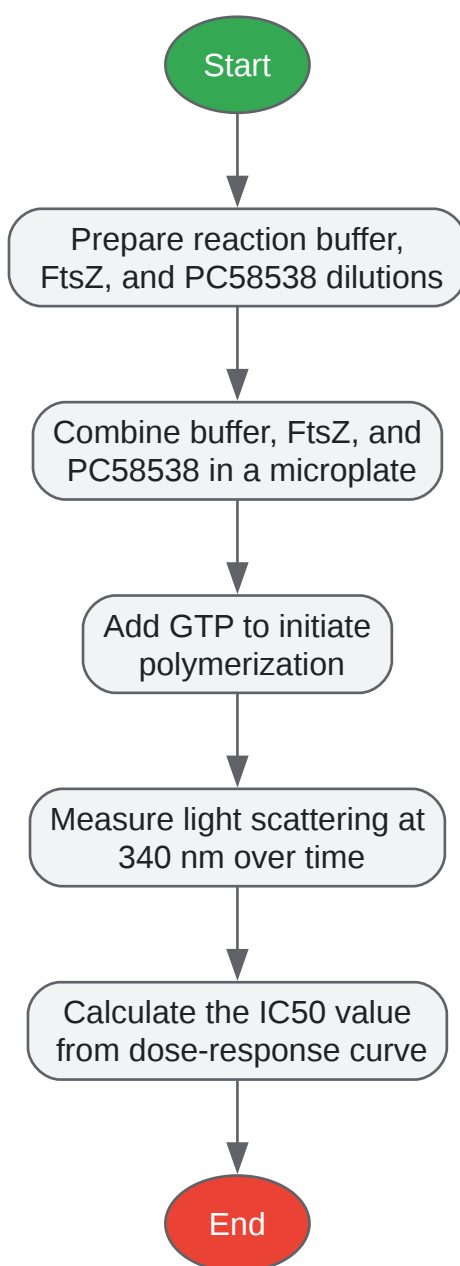 Start
Prepare reaction buffer,
FtsZ, and PC58538 dilutions
Combine buffer, FtsZ, and
PC58538 in a microplate
Add GTP to initiate
polymerization
Measure light scattering at
340 nm over time
Calculate the IC50 value
from dose-response curve
End